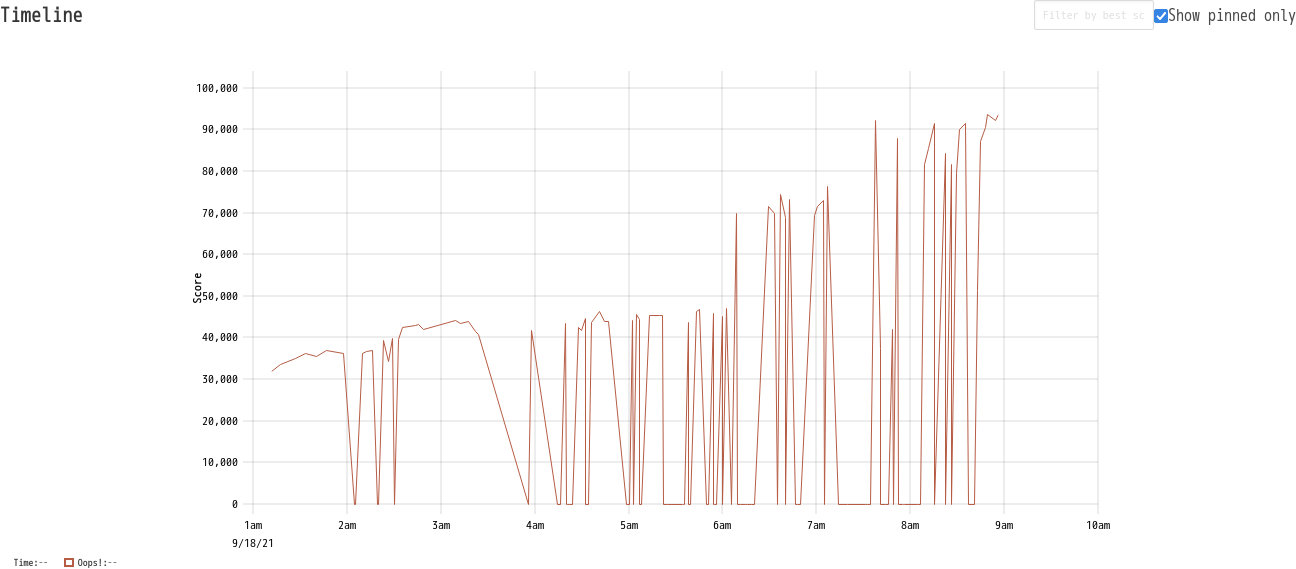 Timeline
Filter by best sc
Show pinned only
100,000
90,000
80,000
70,000
60,000
50,000
40,000
30,000
20,000
10,000
0
Score
1am 2am 3am 4am 5am 6am 7am 8am 9am 10am
9/18/21
Time:-- Oops!:--